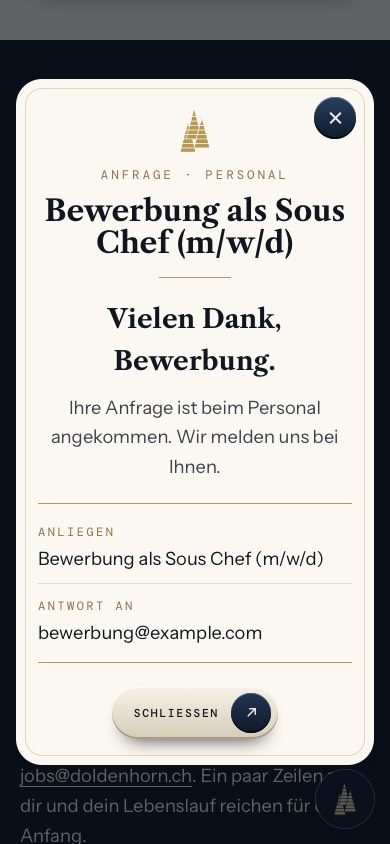 ANFRAGE · PERSONAL
Bewerbung als Sous
Chef (m/w/d)
Vielen Dank,
Bewerbung.
Ihre Anfrage ist beim Personal
angekommen. Wir melden uns bei
Ihnen.
ANLIEGEN
Bewerbung als Sous Chef (m/w/d)
ANTWORT AN
bewerbung@example.com
SCHLIESSEN
jobs@doldenhorn.ch. Ein paar Zeilen
dir und dein Lebenslauf reichen für
Anfang.